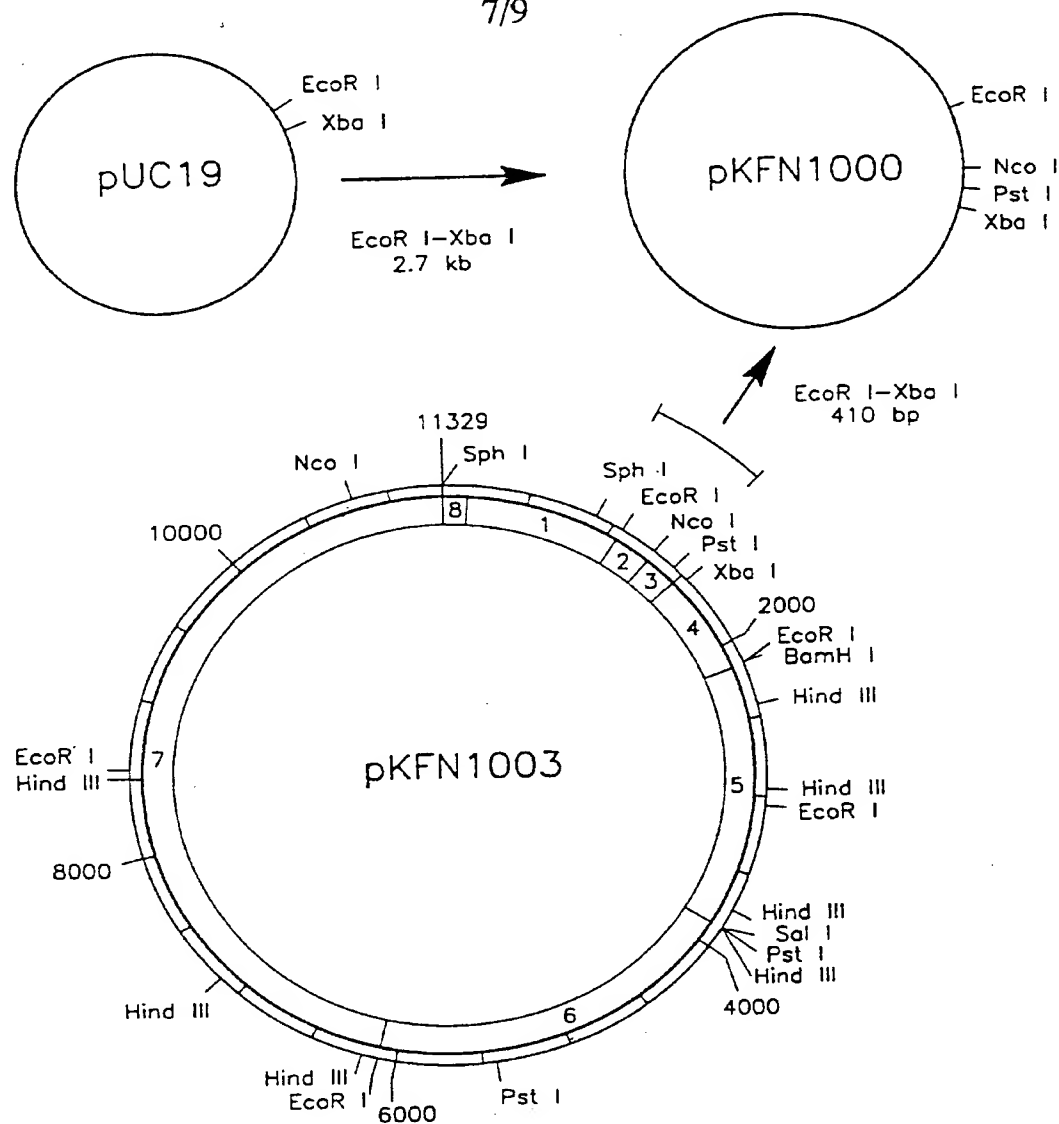 7/9
EcoR I
Xba I
pUC19
EcoR I-Xba I
2.7 kb
EcoR I
Nco I
Pst I
Xba I
pKFN1000
EcoR I-Xba I
410 bp
11329
Sph I
Nco I
Sph I
EcoR I
Nco I
Pst I
Xba I
10000
8
1
2
3
4
2000
EcoR I
BamH I
Hind III
pKFN1003
EcoR I
Hind III
7
5
Hind III
EcoR I
8000
Hind III
Sal I
Pst I
Hind III
4000
Hind III
6
Hind III
EcoR I
6000
Pst I